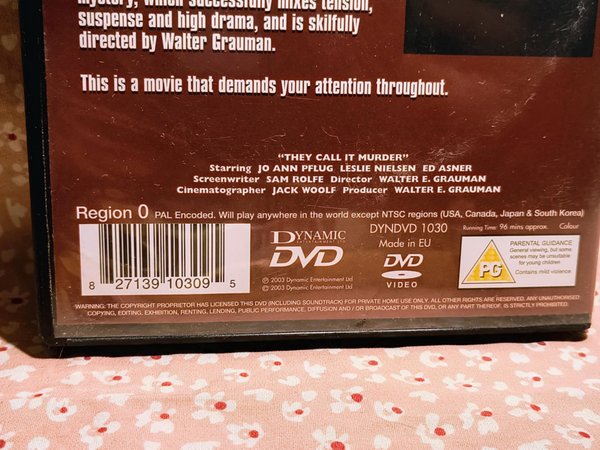 mystery, which successfully mixes tension,
suspense and high drama, and is skilfully
directed by Walter Grauman.
This is a movie that demands your attention throughout.
"THEY CALL IT MURDER"
Starring JO ANN PFLUG LESLIE NIELSEN ED ASNER
Screenwriter SAM ROLFE Director WALTER E. GRAUMAN
Cinematographer JACK WOOLF Producer WALTER E. GRAUMAN
Region 0 PAL Encoded. Will play anywhere in the world except NTSC regions (USA, Canada, Japan & South Korea)
8 27139 10309 5
DYNAMIC
ENTERTAINMENT LTD
DVD
℗ 2003 Dynamic Entertainment Ltd
© 2003 Dynamic Entertainment Ltd
DYNDVD 1030
Made in EU
DVD
VIDEO
Running Time: 96 mins approx. Colour
PG
PARENTAL GUIDANCE
General viewing, but some
scenes may be unsuitable
for young children
Contains mild violence
WARNING: THE COPYRIGHT PROPRIETOR HAS LICENSED THIS DVD (INCLUDING SOUNDTRACK) FOR PRIVATE HOME USE ONLY. ALL OTHER RIGHTS ARE RESERVED. ANY UNAUTHORISED
COPYING, EDITING, EXHIBITION, RENTING, LENDING, PUBLIC PERFORMANCE, DIFFUSION AND / OR BROADCAST OF THIS DVD, OR ANY PART THEREOF. IS STRICTLY PROHIBITED.